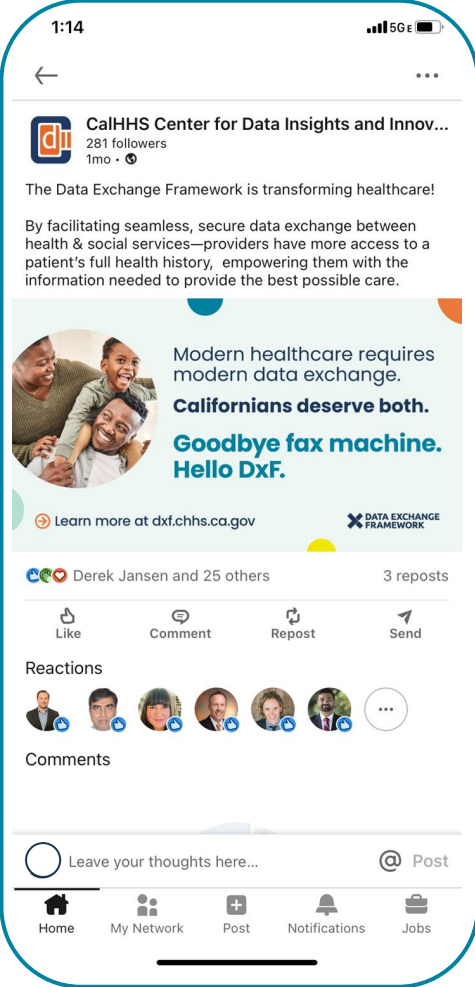 1:14
5GE
CalHHS Center for Data Insights and Innov...
281 followers
1mo •
The Data Exchange Framework is transforming healthcare!
By facilitating seamless, secure data exchange between
health & social services—providers have more access to a
patient's full health history,  empowering them with the
information needed to provide the best possible care.
Modern healthcare requires
modern data exchange.
Californians deserve both.
Goodbye fax machine.
Hello DxF.
Learn more at dxf.chhs.ca.gov
DATA EXCHANGE
FRAMEWORK
Derek Jansen and 25 others
3 reposts
Like
Comment
Repost
Send
Reactions
Comments
Leave your thoughts here...
@ Post
Home
My Network
Post
Notifications
Jobs